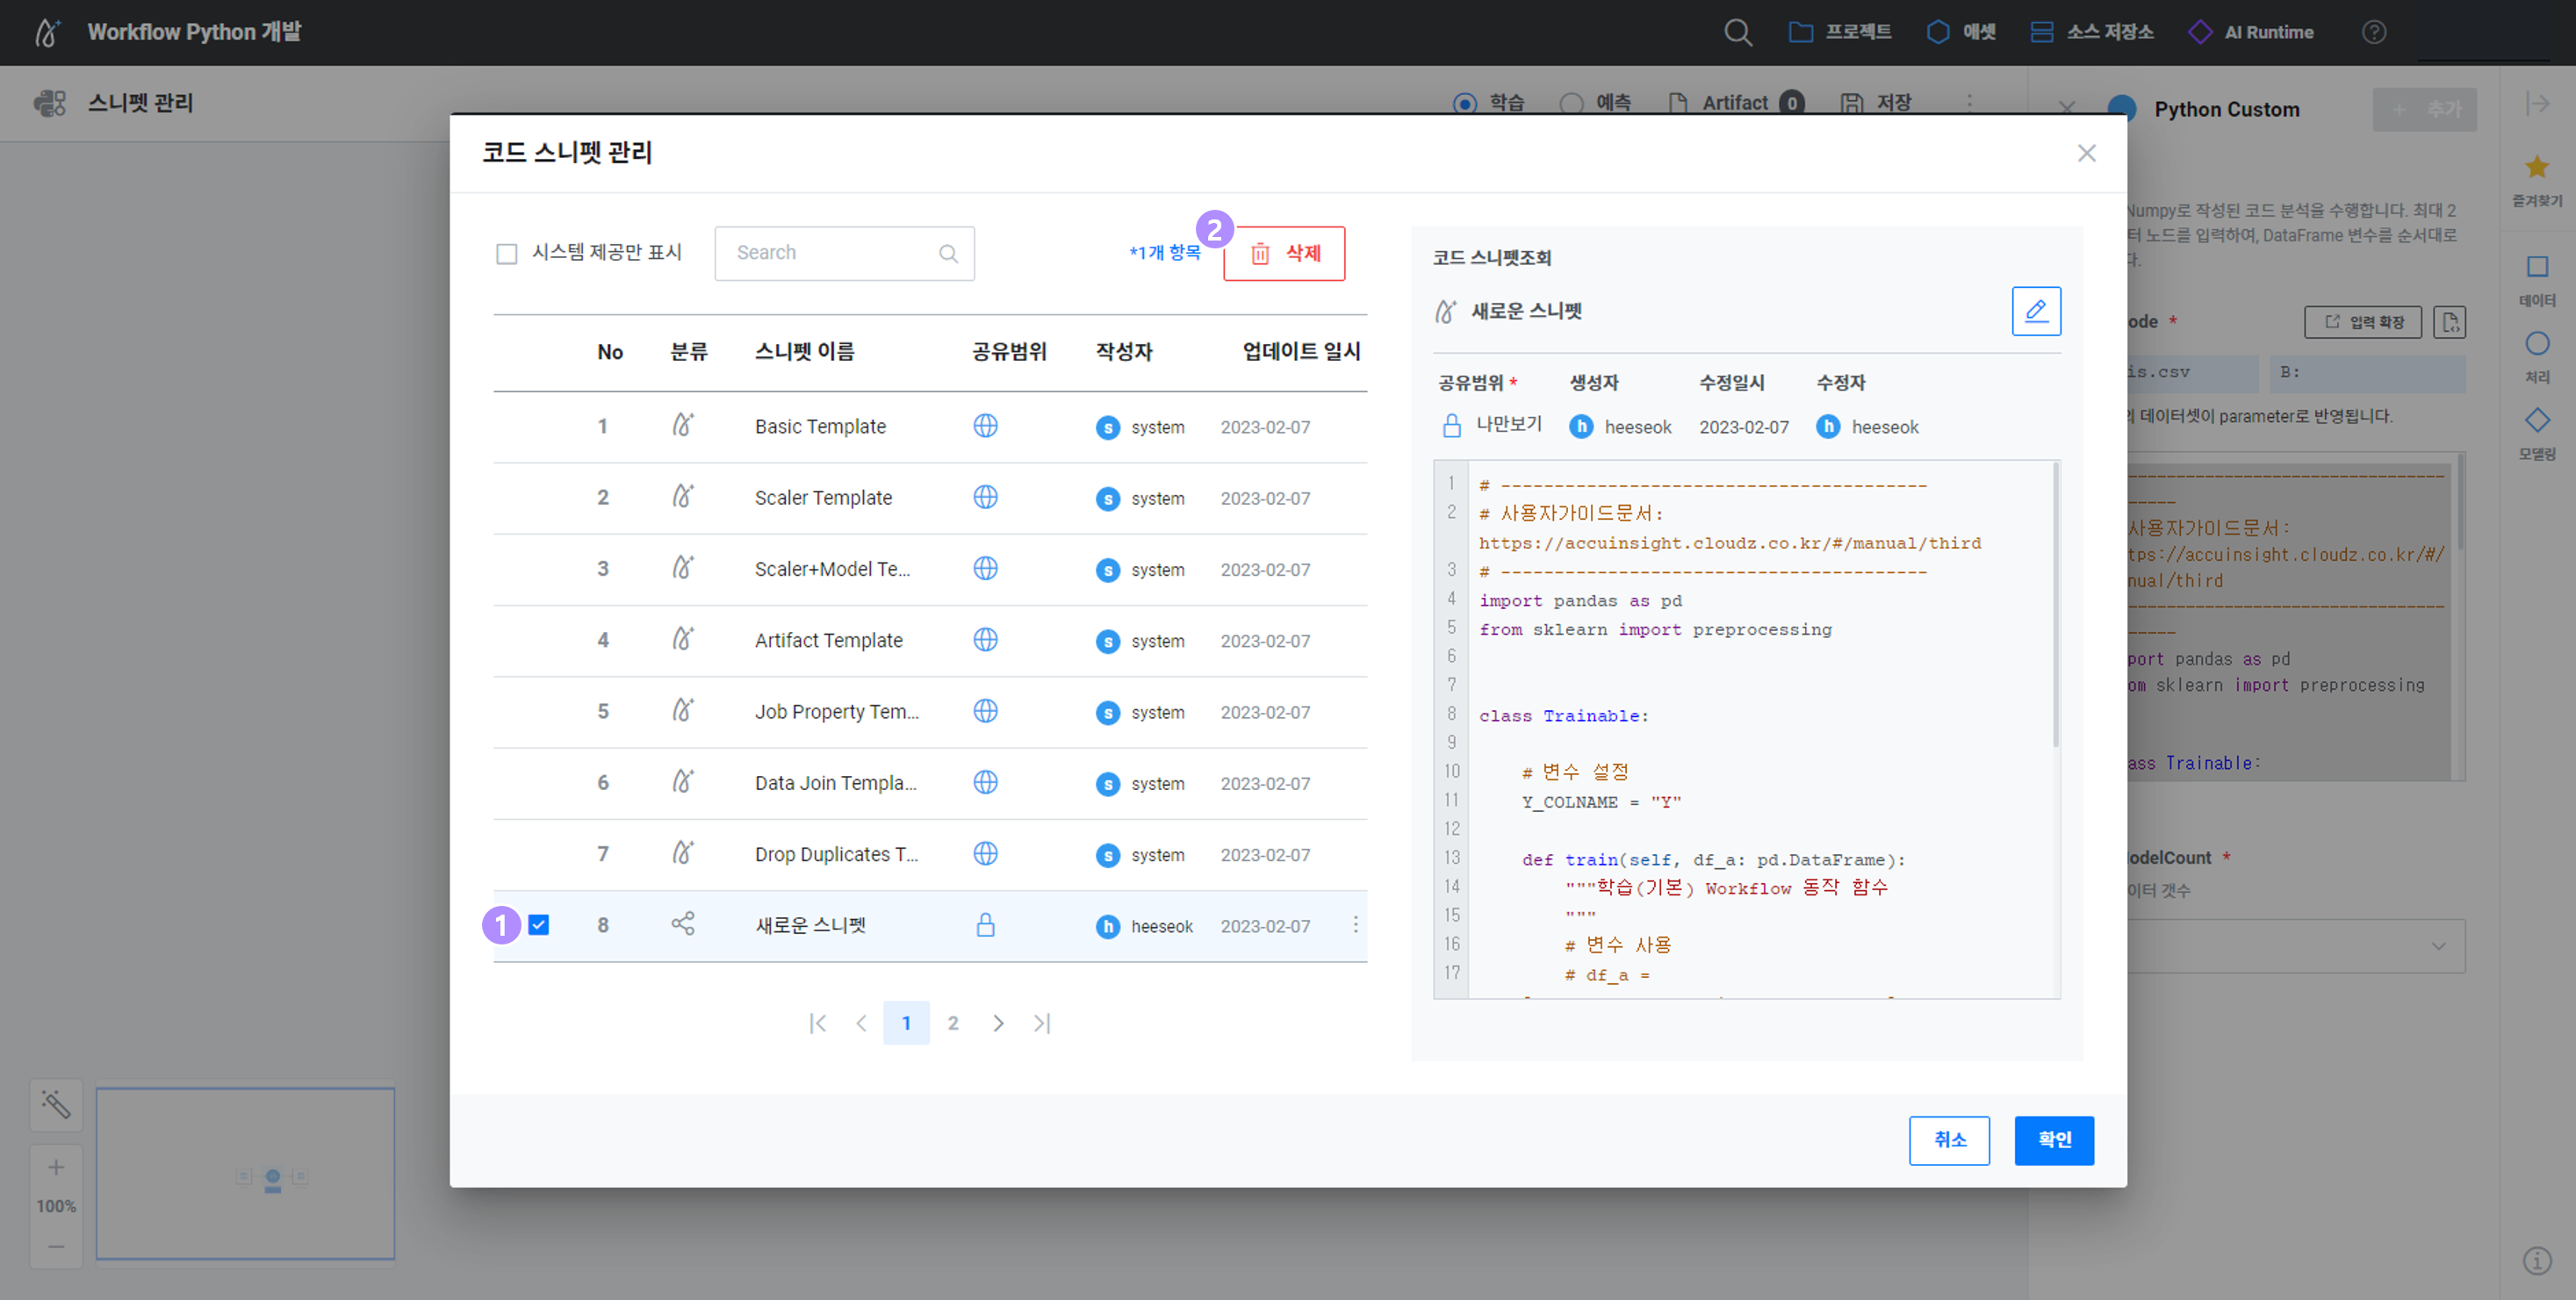 Workflow Python 개발
프로젝트
애셋
소스 저장소
AI Runtime
스니펫 관리
학습
예측
Artifact 0
저장
Python Custom
+ 추가
코드 스니펫 관리
시스템 제공만 표시
Search
*1개 항목
2
삭제
No 분류 스니펫 이름 공유범위 작성자 업데이트 일시
1 Basic Template s system 2023-02-07
2 Scaler Template s system 2023-02-07
3 Scaler+Model Te... s system 2023-02-07
4 Artifact Template s system 2023-02-07
5 Job Property Tem... s system 2023-02-07
6 Data Join Templa... s system 2023-02-07
7 Drop Duplicates T... s system 2023-02-07
1 8 새로운 스니펫 h heeseok 2023-02-07
1 2
코드 스니펫조회
새로운 스니펫
공유범위 * 생성자 수정일시 수정자
나만보기 h heeseok 2023-02-07 h heeseok
1 # ----------------------------------------
2 # 사용자가이드문서:
https://accuinsight.cloudz.co.kr/#/manual/third
3 # ----------------------------------------
4 import pandas as pd
5 from sklearn import preprocessing
6
7
8 class Trainable:
9
10 # 변수 설정
11 Y_COLNAME = "Y"
12
13 def train(self, df_a: pd.DataFrame):
14 """학습(기본) Workflow 동작 함수
15 """
16 # 변수 사용
17 # df_a =
취소
확인
Numpy로 작성된 코드 분석을 수행합니다. 최대 2
터 노드를 입력하여, DataFrame 변수를 순서대로
다.
ode *
입력 확장
is.csv
B:
의 데이터셋이 parameter로 반영됩니다.
------------------------------
-----
사용자가이드문서:
tps://accuinsight.cloudz.co.kr/#/
nual/third
------------------------------
-----
port pandas as pd
om sklearn import preprocessing
ass Trainable:
odelCount *
이터 갯수
즐겨찾기
데이터
처리
모델링
100%